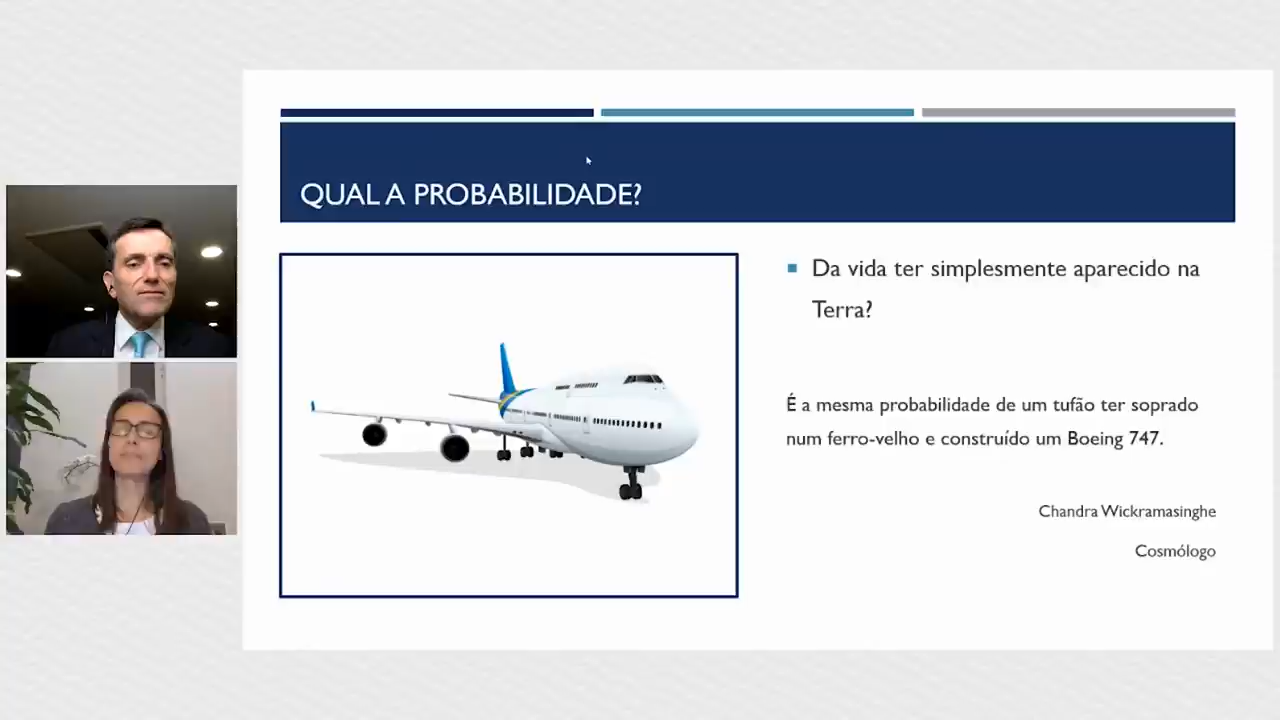 QUAL A PROBABILIDADE?
Da vida ter simplesmente aparecido na
Terra?
É a mesma probabilidade de um tufão ter soprado
num ferro-velho e construído um Boeing 747.
Chandra Wickramasinghe
Cosmólogo